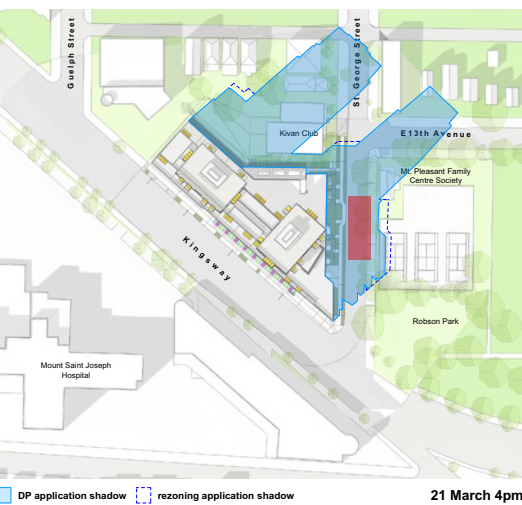 Guelph Street
St. George Street
Kivan Club
E13th Avenue
Mt. Pleasant Family
Centre Society
Kingsway
Robson Park
Mount Saint Joseph
Hospital
DP application shadow
rezoning application shadow
21 March 4pm